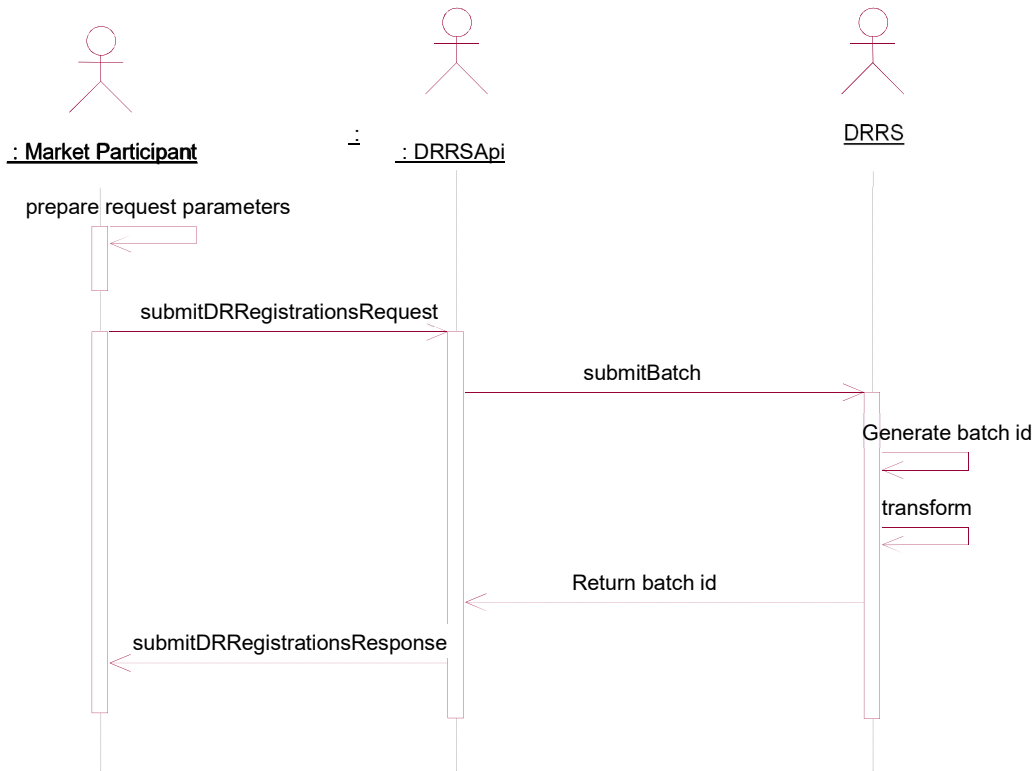 DRRS
:
: Market Participant
: DRRSApi
prepare request parameters
submitDRRegistrationsRequest
submitBatch
Generate batch id
transform
Return batch id
submitDRRegistrationsResponse